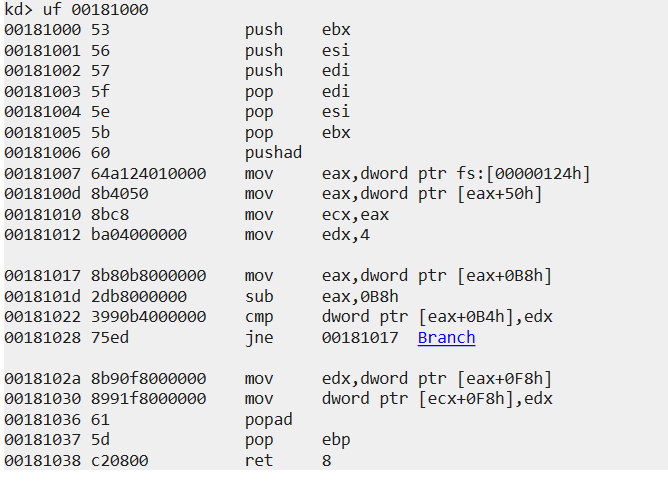 kd> uf 00181000
00181000 53 push ebx
00181001 56 push esi
00181002 57 push edi
00181003 5f pop edi
00181004 5e pop esi
00181005 5b pop ebx
00181006 60 pushad
00181007 64a124010000 mov eax,dword ptr fs:[00000124h]
0018100d 8b4050 mov eax,dword ptr [eax+50h]
00181010 8bc8 mov ecx,eax
00181012 ba04000000 mov edx,4
00181017 8b80b8000000 mov eax,dword ptr [eax+0B8h]
0018101d 2db8000000 sub eax,0B8h
00181022 3990b4000000 cmp dword ptr [eax+0B4h],edx
00181028 75ed jne 00181017 Branch
0018102a 8b90f8000000 mov edx,dword ptr [eax+0F8h]
00181030 8991f8000000 mov dword ptr [ecx+0F8h],edx
00181036 61 popad
00181037 5d pop ebp
00181038 c20800 ret 8